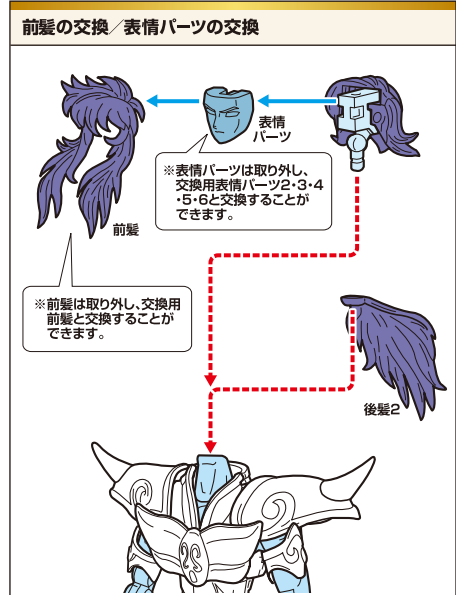 前髪の交換／表情パーツの交換
表情
パーツ
※表情パーツは取り外し、
交換用表情パーツ2・3・4
・5・6と交換することが
できます。
前髪
※前髪は取り外し、交換用
前髪と交換することが
できます。
後髪2